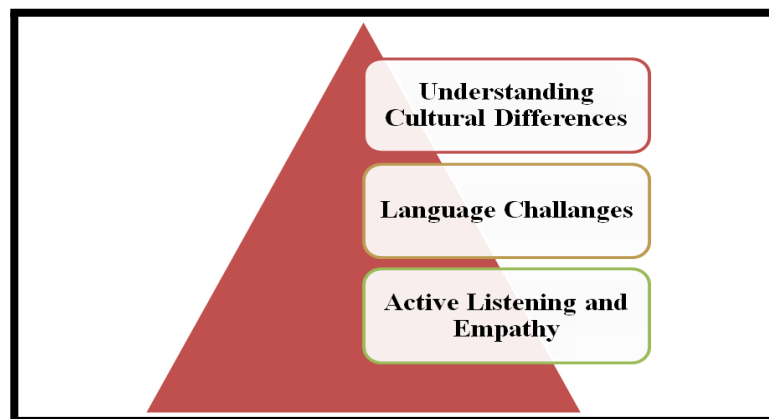 Understanding
Cultural Differences
Language Challanges
Active Listening and
Empathy